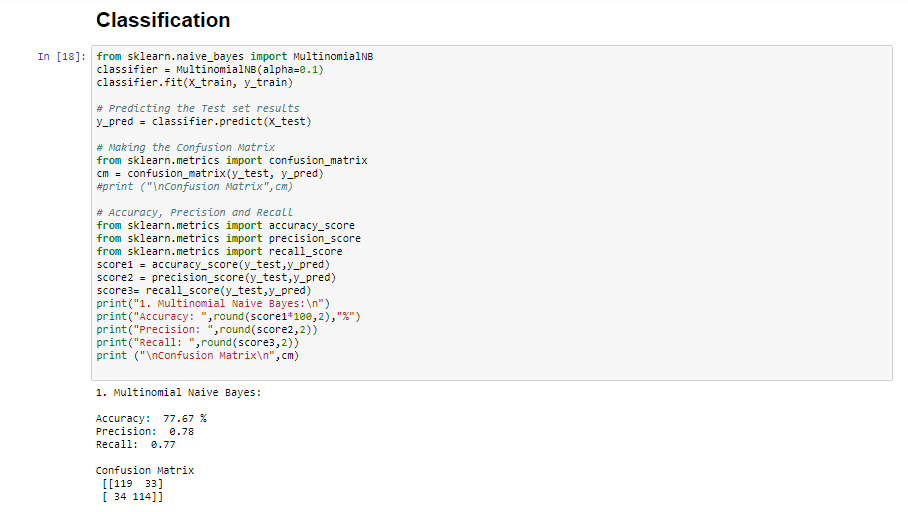 Classification
In [18]:
from sklearn.naive_bayes import MultinomialNB
classifier = MultinomialNB(alpha=0.1)
classifier.fit(X_train, y_train)
# Predicting the Test set results
y_pred = classifier.predict(X_test)
# Making the Confusion Matrix
from sklearn.metrics import confusion_matrix
cm = confusion_matrix(y_test, y_pred)
#print ("\nConfusion Matrix",cm)
# Accuracy, Precision and Recall
from sklearn.metrics import accuracy_score
from sklearn.metrics import precision_score
from sklearn.metrics import recall_score
score1 = accuracy_score(y_test,y_pred)
score2 = precision_score(y_test,y_pred)
score3= recall_score(y_test,y_pred)
print("1. Multinomial Naive Bayes:\n")
print("Accuracy: ",round(score1*100,2),"%")
print("Precision: ",round(score2,2))
print("Recall: ",round(score3,2))
print ("\nConfusion Matrix\n",cm)
1. Multinomial Naive Bayes:
Accuracy:  77.67 %
Precision:  0.78
Recall:  0.77
Confusion Matrix
[[119  33]
[ 34 114]]